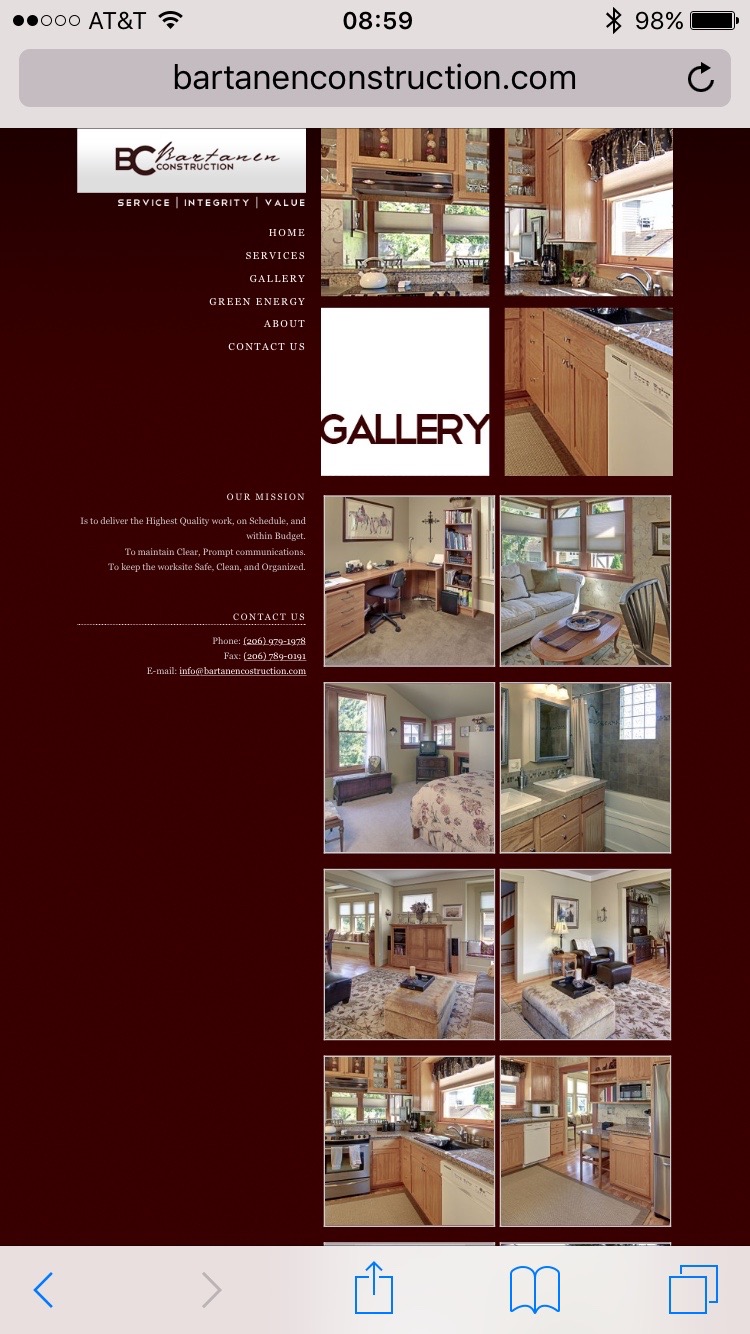 AT&T 08:59 98%
bartanenconstruction.com
BC Bartanen
CONSTRUCTION
SERVICE | INTEGRITY | VALUE
HOME
SERVICES
GALLERY
GREEN ENERGY
ABOUT
CONTACT US
GALLERY
OUR MISSION
Is to deliver the Highest Quality work, on Schedule, and
within Budget.
To maintain Clear, Prompt communications.
To keep the worksite Safe, Clean, and Organized.
CONTACT US
Phone: (206) 979-1978
Fax: (206) 789-0191
E-mail: info@bartanencostruction.com